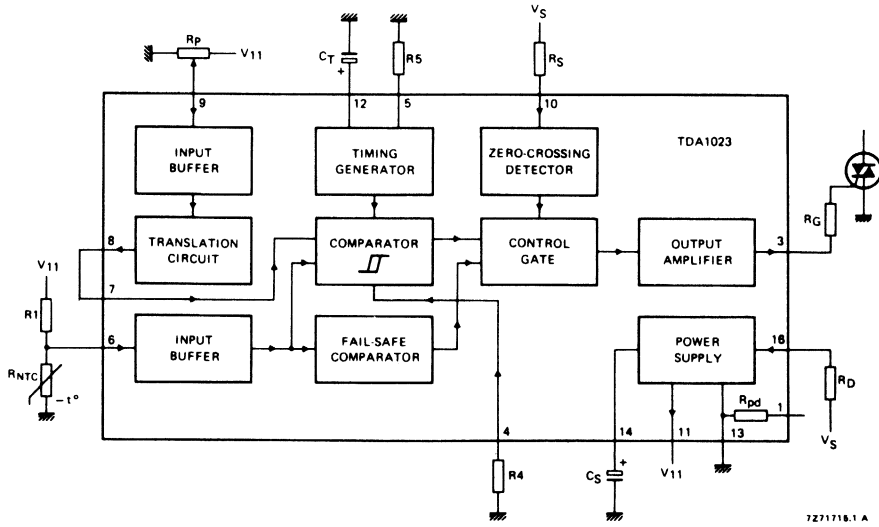 VS
RP
V11
CT
+
R5
RS
9
12
5
10
TDA1023
INPUT
BUFFER
TIMING
GENERATOR
ZERO-CROSSING
DETECTOR
RG
8
TRANSLATION
CIRCUIT
COMPARATOR
CONTROL
GATE
OUTPUT
AMPLIFIER
3
V11
7
R1
6
INPUT
BUFFER
FAIL-SAFE
COMPARATOR
POWER
SUPPLY
16
RNTC
-t°
RD
Rpd
1
4
14
11
13
VS
R4
CS
+
V11
7Z71716.1 A